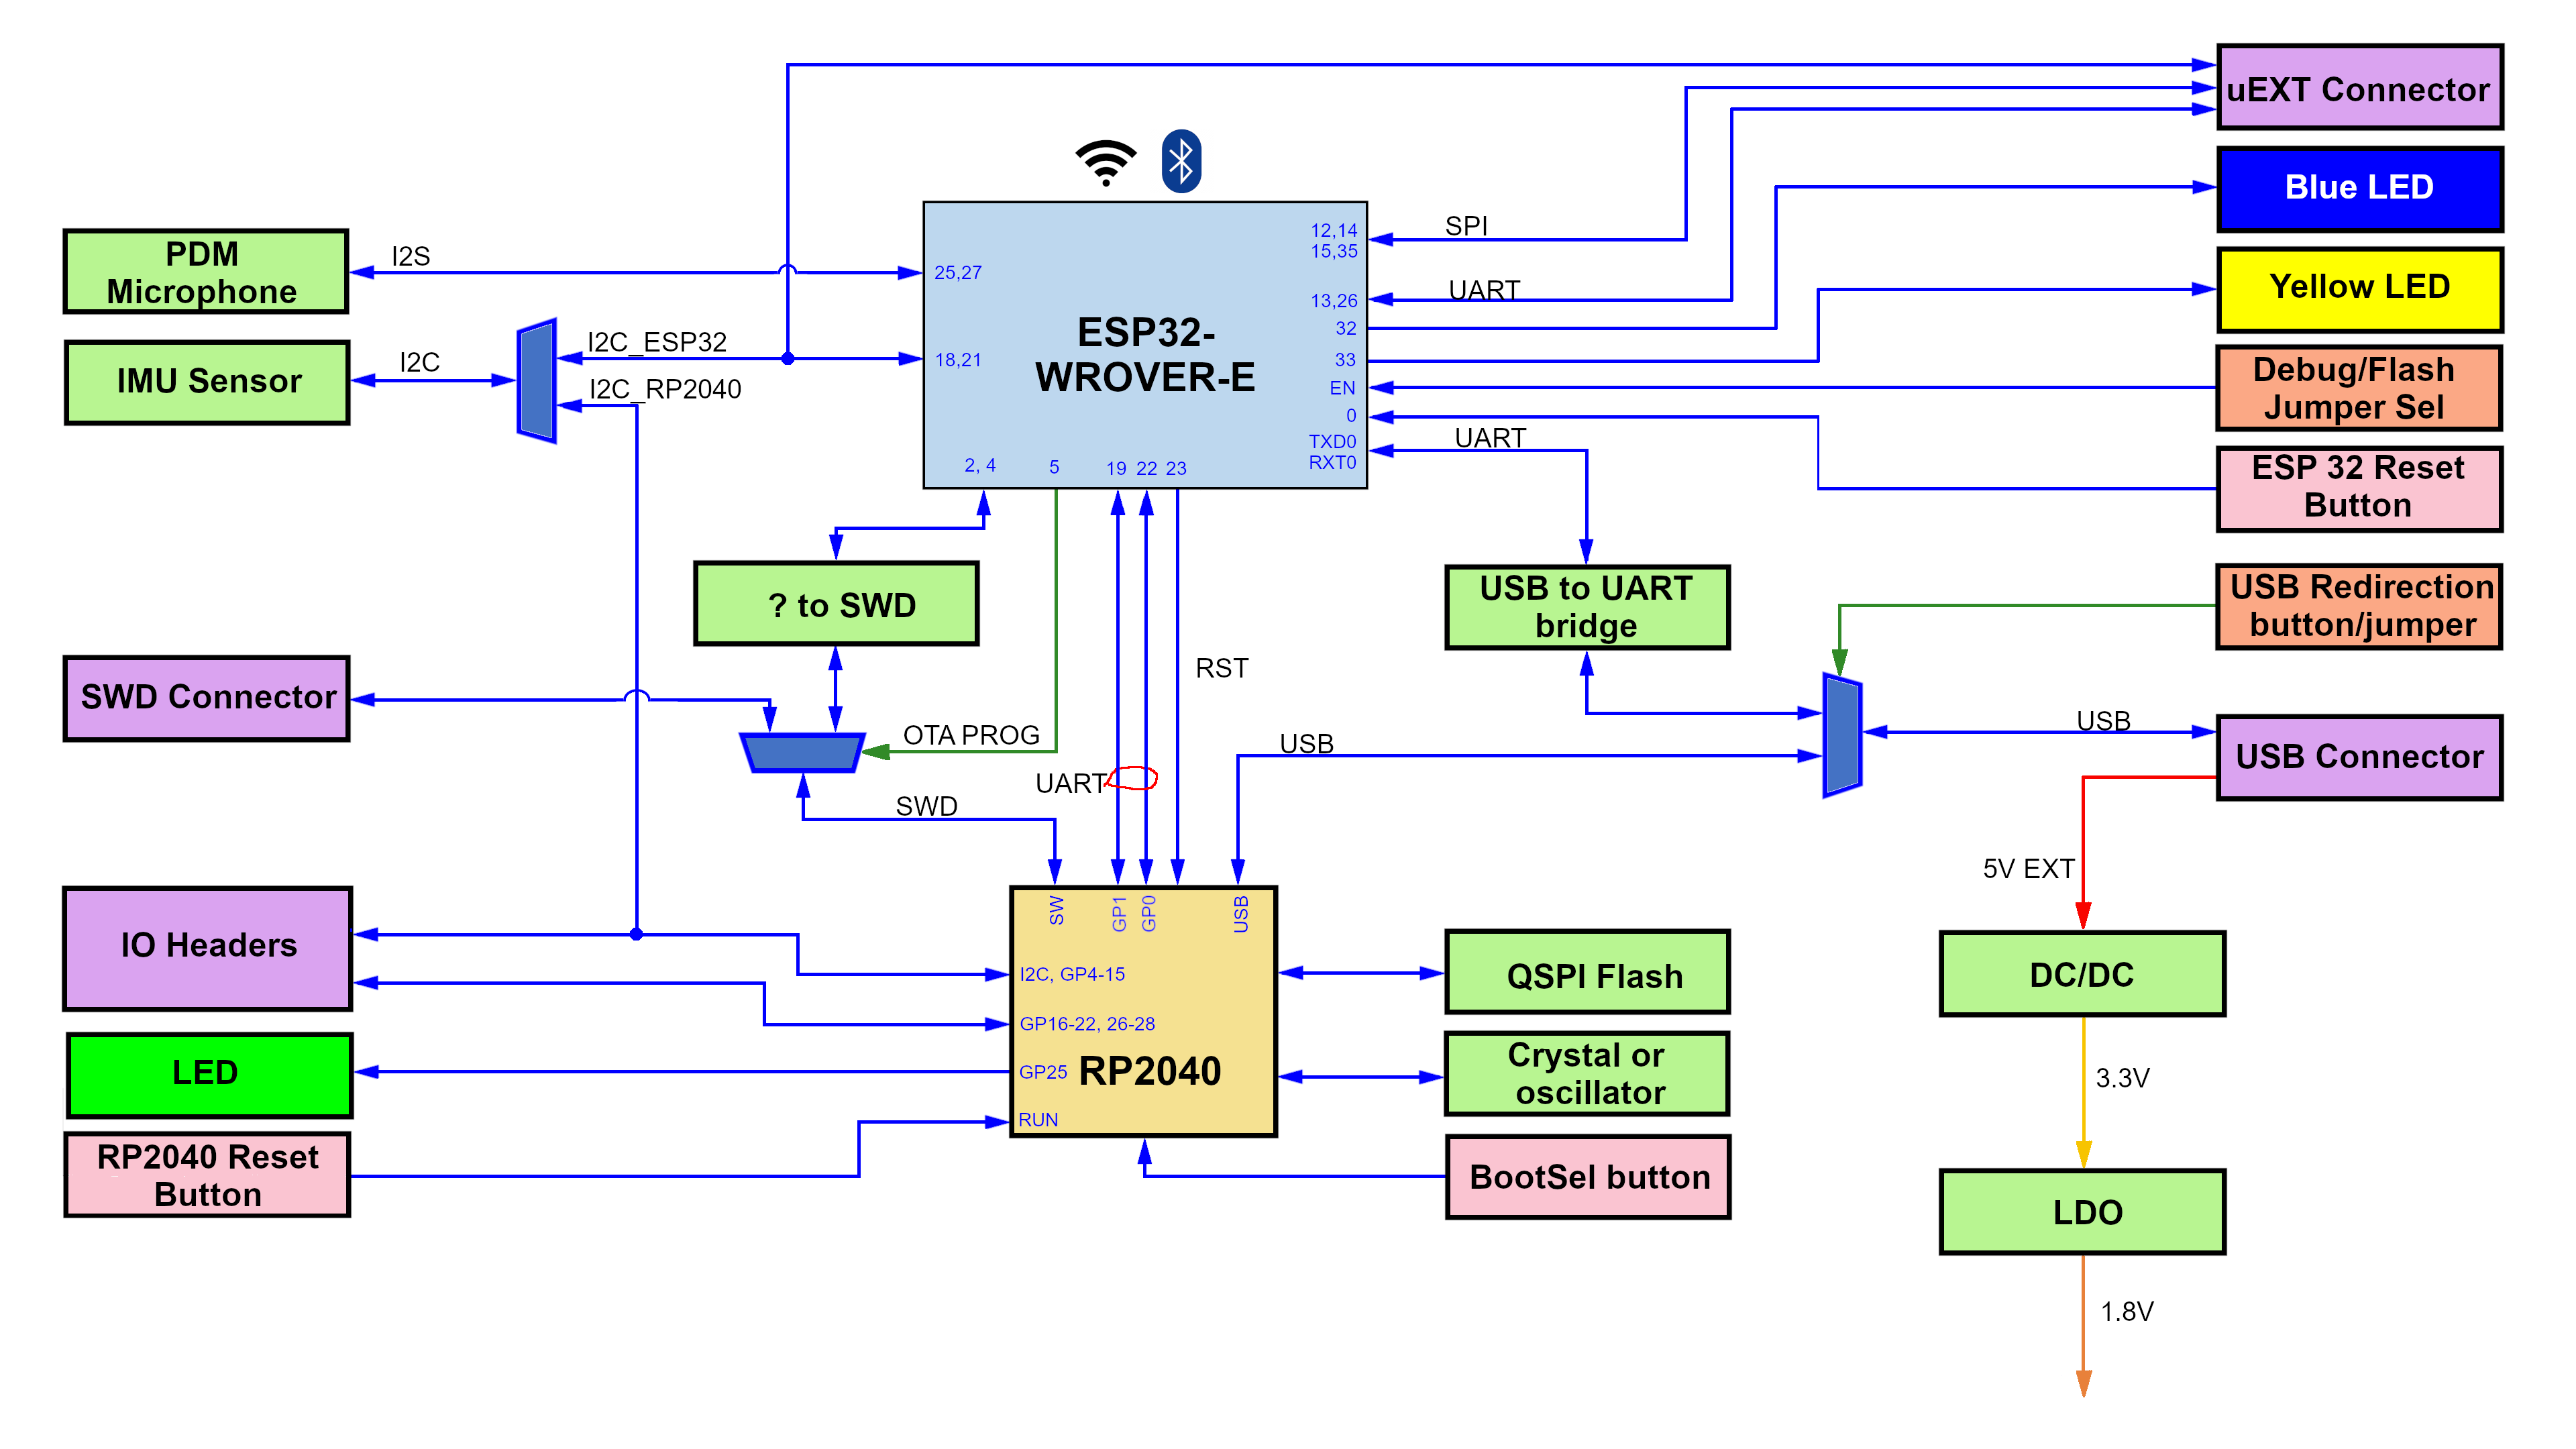 uEXT Connector
Blue LED
SPI
12,14
15,35
PDM
Microphone
I2S
25,27
Yellow LED
UART
13,26
ESP32-
WROVER-E
32
I2C_ESP32
18,21
33
IMU Sensor
I2C
I2C_RP2040
EN
Debug/Flash
Jumper Sel
0
TXD0
RXT0
UART
2, 4
5
19
22
23
ESP 32 Reset
Button
? to SWD
USB to UART
bridge
USB Redirection
button/jumper
RST
SWD Connector
OTA PROG
USB
USB
USB Connector
UART
SWD
5V EXT
SW
GP1
GP0
USB
IO Headers
I2C, GP4-15
QSPI Flash
DC/DC
GP16-22, 26-28
LED
GP25
RP2040
Crystal or
oscillator
3.3V
RUN
RP2040 Reset
Button
BootSel button
LDO
1.8V